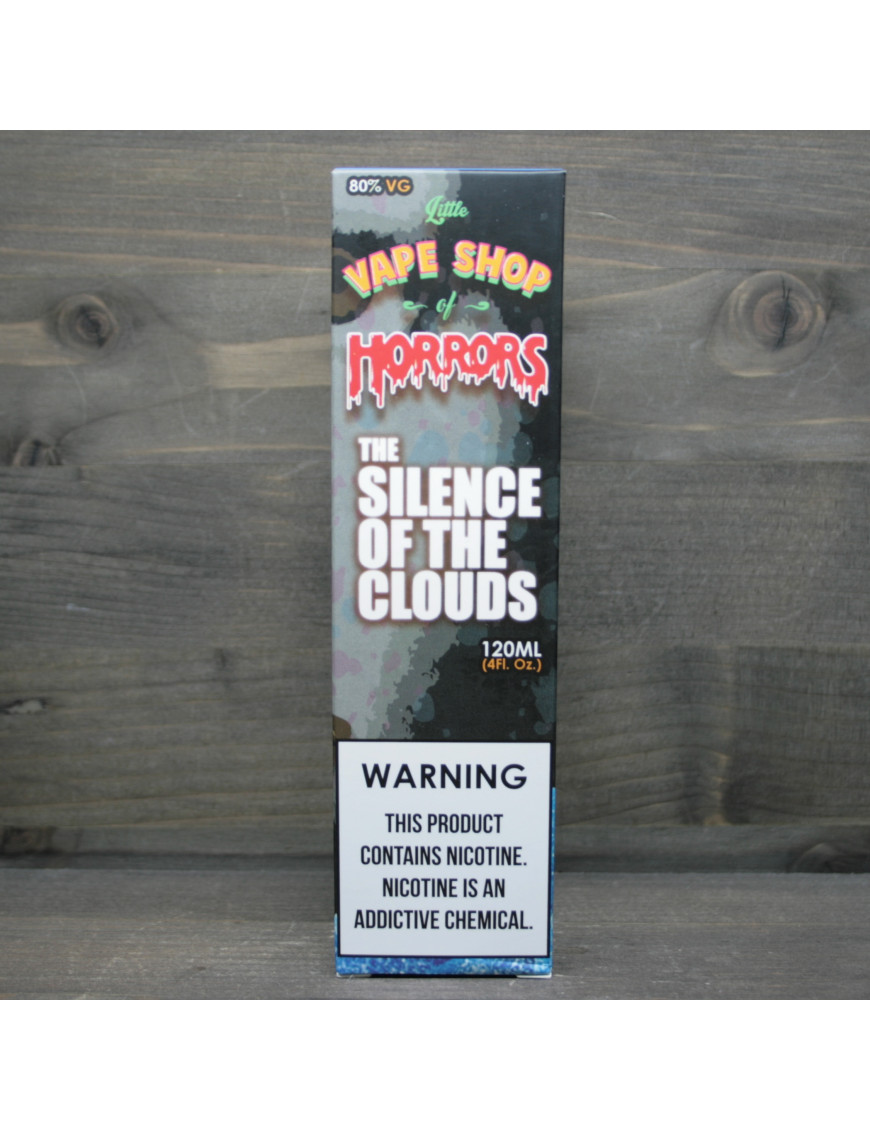 80% VG
Little
VAPE SHOP
of
HORRORS
THE
SILENCE
OF THE
CLOUDS
120ML
(4Fl. Oz.)
WARNING
THIS PRODUCT
CONTAINS NICOTINE.
NICOTINE IS AN
ADDICTIVE CHEMICAL.